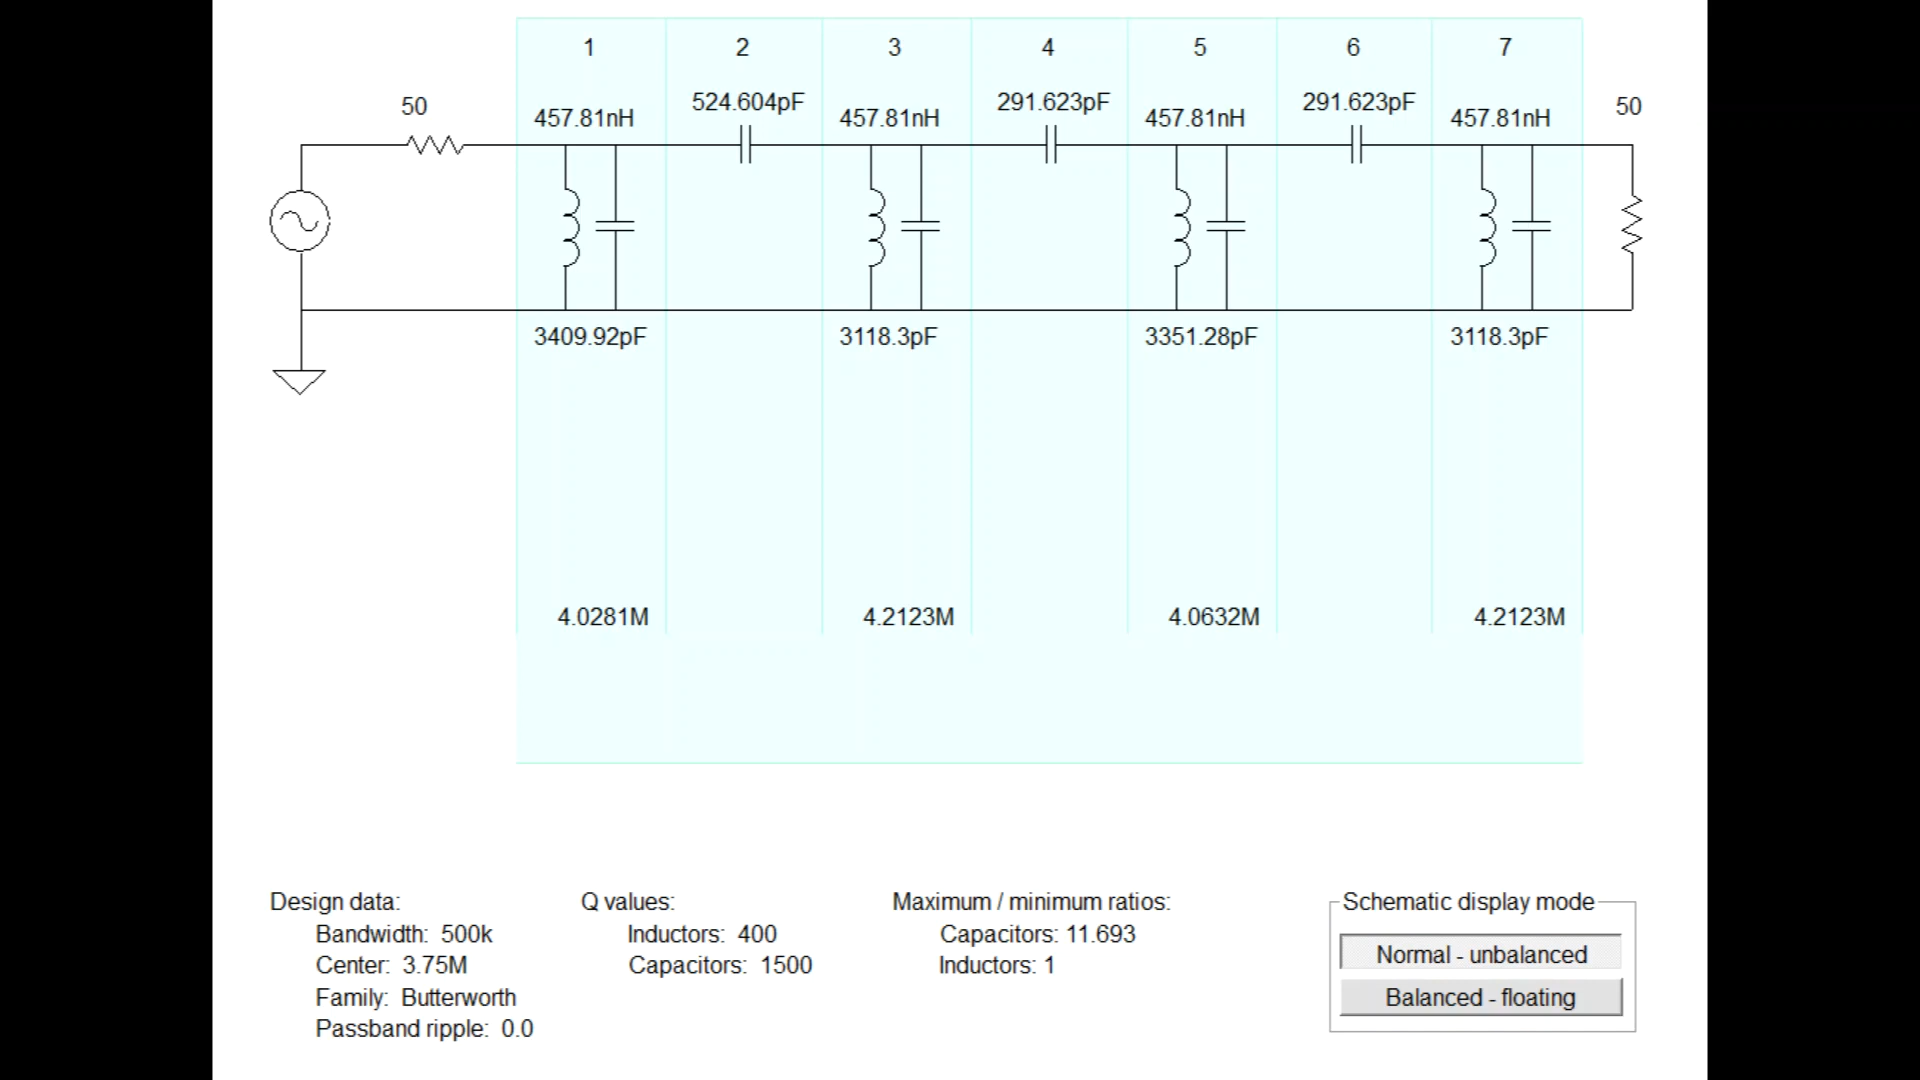 1 2 3 4 5 6 7
50 457.81nH 524.604pF 457.81nH 291.623pF 457.81nH 291.623pF 457.81nH 50
3409.92pF 3118.3pF 3351.28pF 3118.3pF
4.0281M 4.2123M 4.0632M 4.2123M
Design data:
Bandwidth: 500k
Center: 3.75M
Family: Butterworth
Passband ripple: 0.0
Q values:
Inductors: 400
Capacitors: 1500
Maximum / minimum ratios:
Capacitors: 11.693
Inductors: 1
Schematic display mode
Normal - unbalanced
Balanced - floating